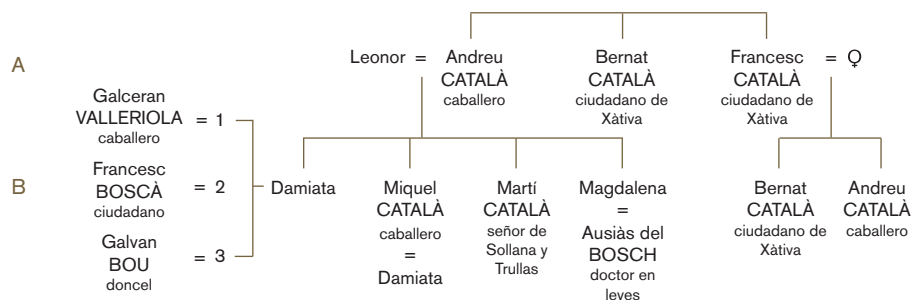 A
Leonor = Andreu CATALÀ caballero
Bernat CATALÀ ciudadano de Xàtiva
Francesc CATALÀ ciudadano de Xàtiva = ♀
B
Galceran
VALLERIOLA = 1
caballero
Francesc
BOSCÀ = 2
ciudadano
Galvan
BOU = 3
doncel
Damiata
Miquel
CATALÀ
caballero
=
Damiata
Martí
CATALÀ
señor de
Sollana y
Trullas
Magdalena
=
Ausiàs del
BOSCH
doctor en
leyes
Bernat
CATALÀ
ciudadano de
Xàtiva
Andreu
CATALÀ
caballero